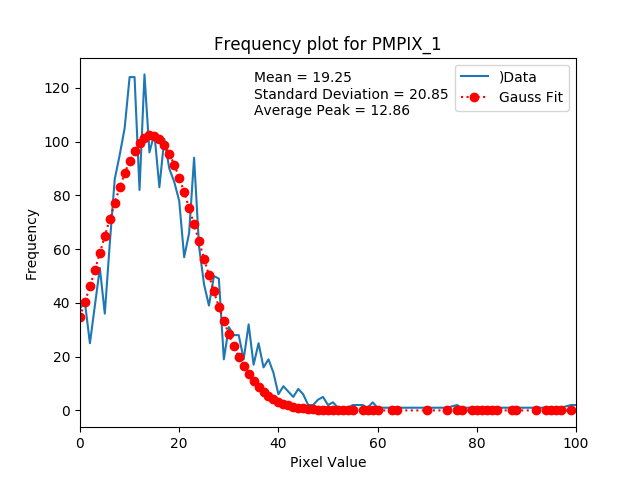 Frequency plot for PMPIX_1
Mean = 19.25
Standard Deviation = 20.85
Average Peak = 12.86
)Data
Gauss Fit
Frequency
120
100
80
60
40
20
0
0 20 40 60 80 100
Pixel Value